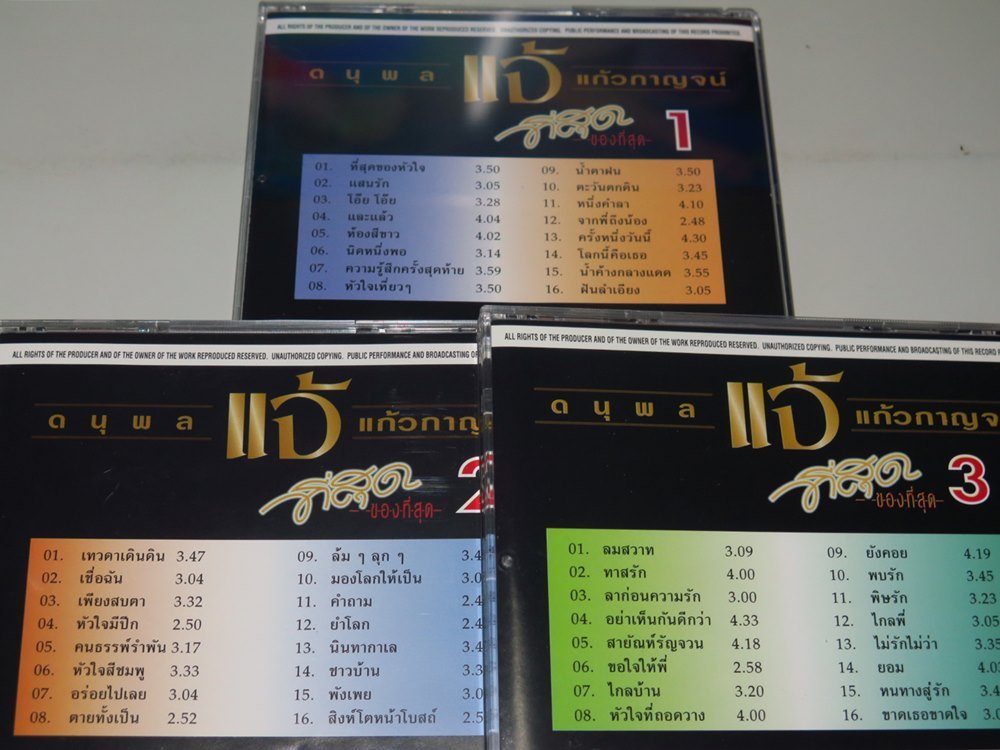 ALL RIGHTS OF THE PRODUCER AND OF THE OWNER OF THE WORK REPRODUCED RESERVED. UNAUTHORIZED COPYING. PUBLIC PERFORMANCE AND BROADCASTING OF THIS RECORD PROHIBITED.
ดนุพล แจ้ แก้วกาญจน์
ที่สุด
ของที่สุด 1
01. ที่สุดของหัวใจ 3.50
02. แสนรัก 3.05
03. โอ๊ย โอ๊ย 3.28
04. และแล้ว 4.04
05. ห้องสีขาว 4.02
06. นิดหนึ่งพอ 3.14
07. ความรู้สึกครั้งสุดท้าย 3.59
08. หัวใจเหี่ยวๆ 3.50
09. น้ำตาฝน 3.50
10. ตะวันตกดิน 3.23
11. หนึ่งคำลา 4.10
12. จากพี่ถึงน้อง 2.48
13. ครั้งหนึ่งวันนี้ 4.30
14. โลกนี้คือเธอ 3.45
15. น้ำค้างกลางแดด 3.55
16. ฝันลำเอียง 3.05
ALL RIGHTS OF THE PRODUCER AND OF THE OWNER OF THE WORK REPRODUCED RESERVED. UNAUTHORIZED COPYING. PUBLIC PERFORMANCE AND BROADCASTING
ดนุพล แจ้ แก้วกาญ
ที่สุด
ของที่สุด 2
01. เทวดาเดินดิน 3.47
02. เชื่อฉัน 3.04
03. เพียงสบตา 3.32
04. หัวใจมีปีก 2.50
05. คนธรรพ์รำพัน 3.17
06. หัวใจสีชมพู 3.33
07. อร่อยไปเลย 3.04
08. ตายทั้งเป็น 2.52
09. ล้ม ๆ ลุก ๆ 3.4
10. มองโลกให้เป็น 3.0
11. คำถาม 2.4
12. ยำโลก 2.4
13. นินทากาเล 3.4
14. ชาวบ้าน 3.3
15. พังเพย 3.0
16. สิงห์โตหน้าโบสถ์ 2.5
ALL RIGHTS OF THE PRODUCER AND OF THE OWNER OF THE WORK REPRODUCED RESERVED. UNAUTHORIZED COPYING. PUBLIC PERFORMANCE AND BROADCASTING OF THIS RECORD
ดนุพล แจ้ แก้วกาญจน
ที่สุด
ของที่สุด 3
01. ลมสวาท 3.09
02. ทาสรัก 4.00
03. ลาก่อนความรัก 3.00
04. อย่าเห็นกันดีกว่า 4.33
05. สายัณห์รัญจวน 4.18
06. ขอใจให้พี่ 2.58
07. ไกลบ้าน 3.20
08. หัวใจที่ถอดวาง 4.00
09. ยังคอย 4.19
10. พบรัก 3.45
11. พิษรัก 3.23
12. ไกลพี่ 3.05
13. ไม่รักไม่ว่า 3.35
14. ยอม 4.0
15. หนทางสู่รัก 3.4
16. ขาดเธอขาดใจ 3.0